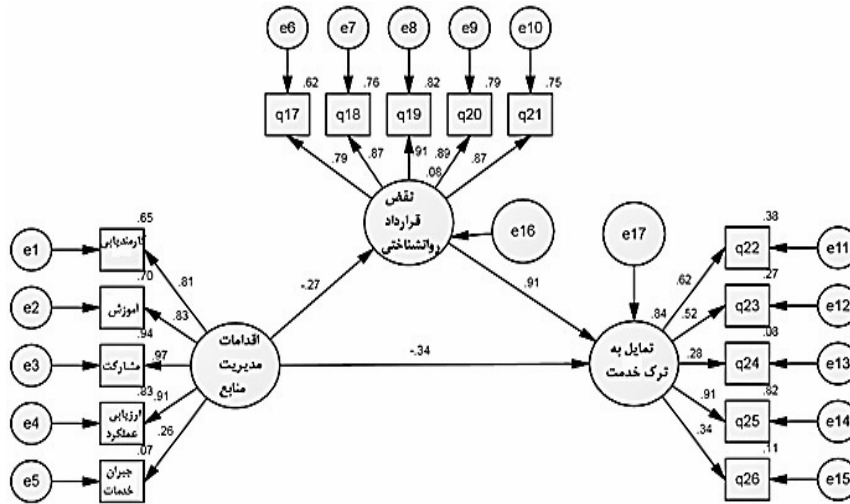 e6 e7 e8 e9 e10
.62 .76 .82 .79 .75
q17 q18 q19 q20 q21
.79 .87 .91 .89 .87
.08
نقض
قرارداد
روانشناختی
e16
e17
.65
e1 کارمندیابی
.81
.70
e2 آموزش
.83
.94
e3 مشارکت
.97
.83
e4 ارزیابی
عملکرد
.91
.07
e5 جبران
خدمات
.26
اقدامات
مدیریت
منابع
-.27
.91
-.34
.84
تمایل به
ترک خدمت
.38
.62 q22 e11
.27
.52 q23 e12
.08
.28 q24 e13
.82
.91 q25 e14
.11
.34 q26 e15